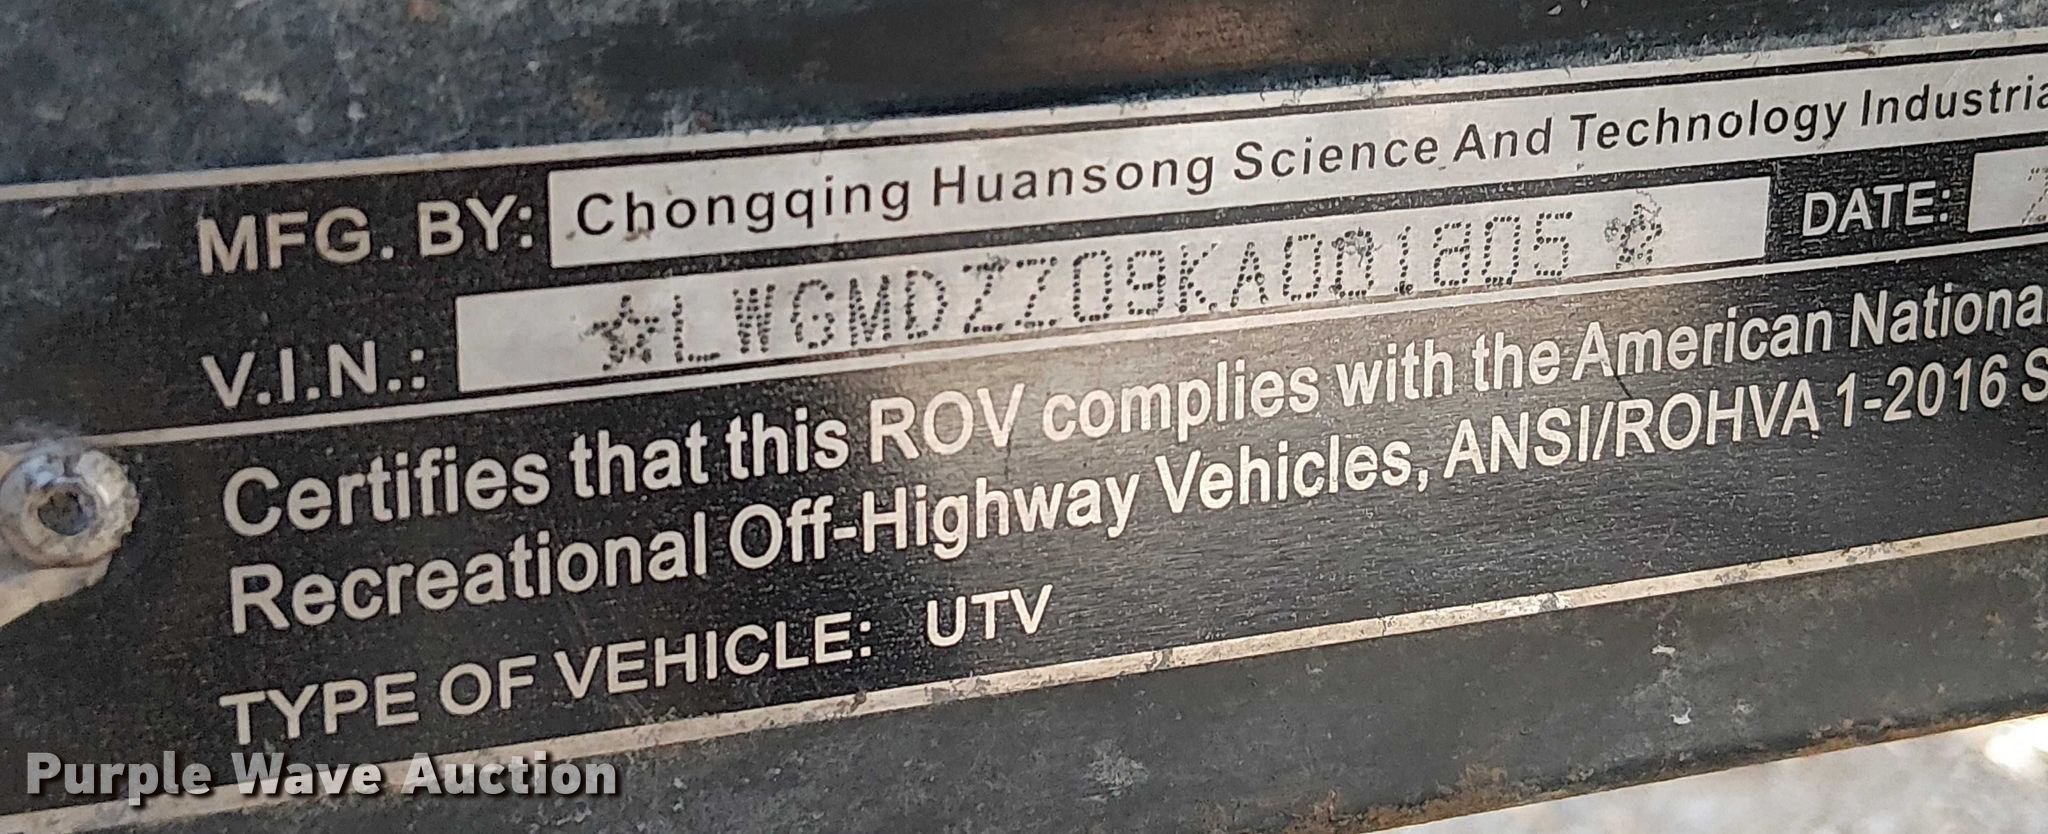 MFG. BY: Chongqing Huansong Science And Technology Industria
V.I.N.: ☆LWGMDZZ09KA001805☆ DATE:
Certifies that this ROV complies with the American Nationa
Recreational Off-Highway Vehicles, ANSI/ROHVA 1-2016 S
TYPE OF VEHICLE: UTV
Purple Wave Auction